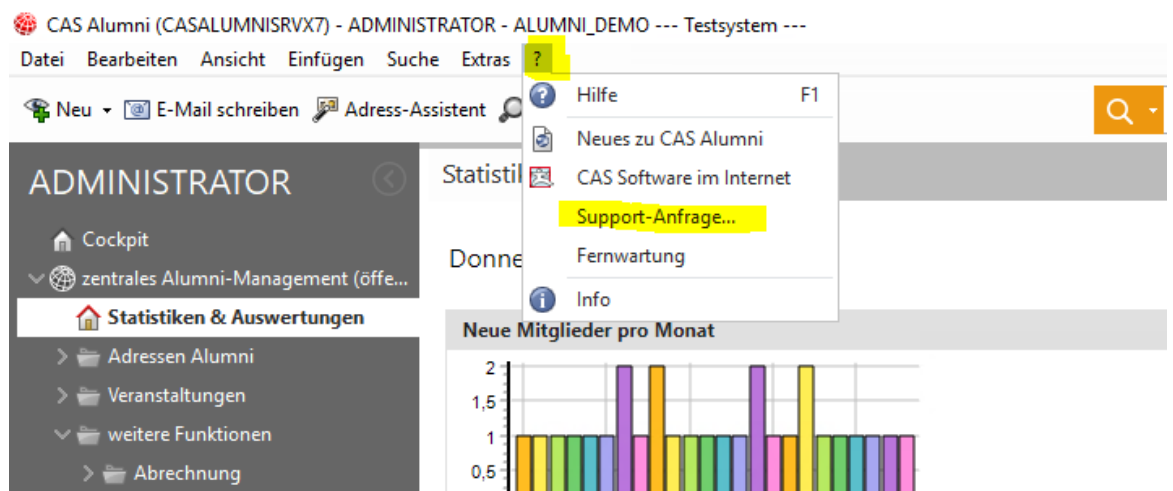 CAS Alumni (CASALUMNISRVX7) - ADMINISTRATOR - ALUMNI_DEMO --- Testsystem ---
Datei Bearbeiten Ansicht Einfügen Suche Extras ?
Neu E-Mail schreiben Adress-Assistent
Hilfe F1
Neues zu CAS Alumni
CAS Software im Internet
Support-Anfrage...
Fernwartung
Info
ADMINISTRATOR
Cockpit
zentrales Alumni-Management (öffe...
Statistiken & Auswertungen
Adressen Alumni
Veranstaltungen
weitere Funktionen
Abrechnung
Statistik
Donne
Neue Mitglieder pro Monat
2
1,5
1
0,5